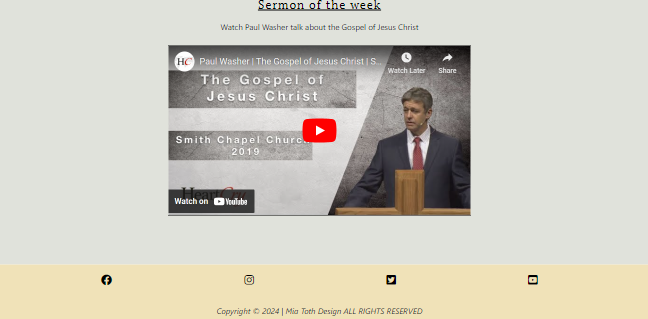 Sermon of the week
Watch Paul Washer talk about the Gospel of Jesus Christ
HC Paul Washer | The Gospel of Jesus Christ | S...
Watch Later
Share
The Gospel of
Jesus Christ
Smith Chapel Church
2019
HeartCry
Watch on YouTube
Copyright © 2024 | Mia Toth Design ALL RIGHTS RESERVED